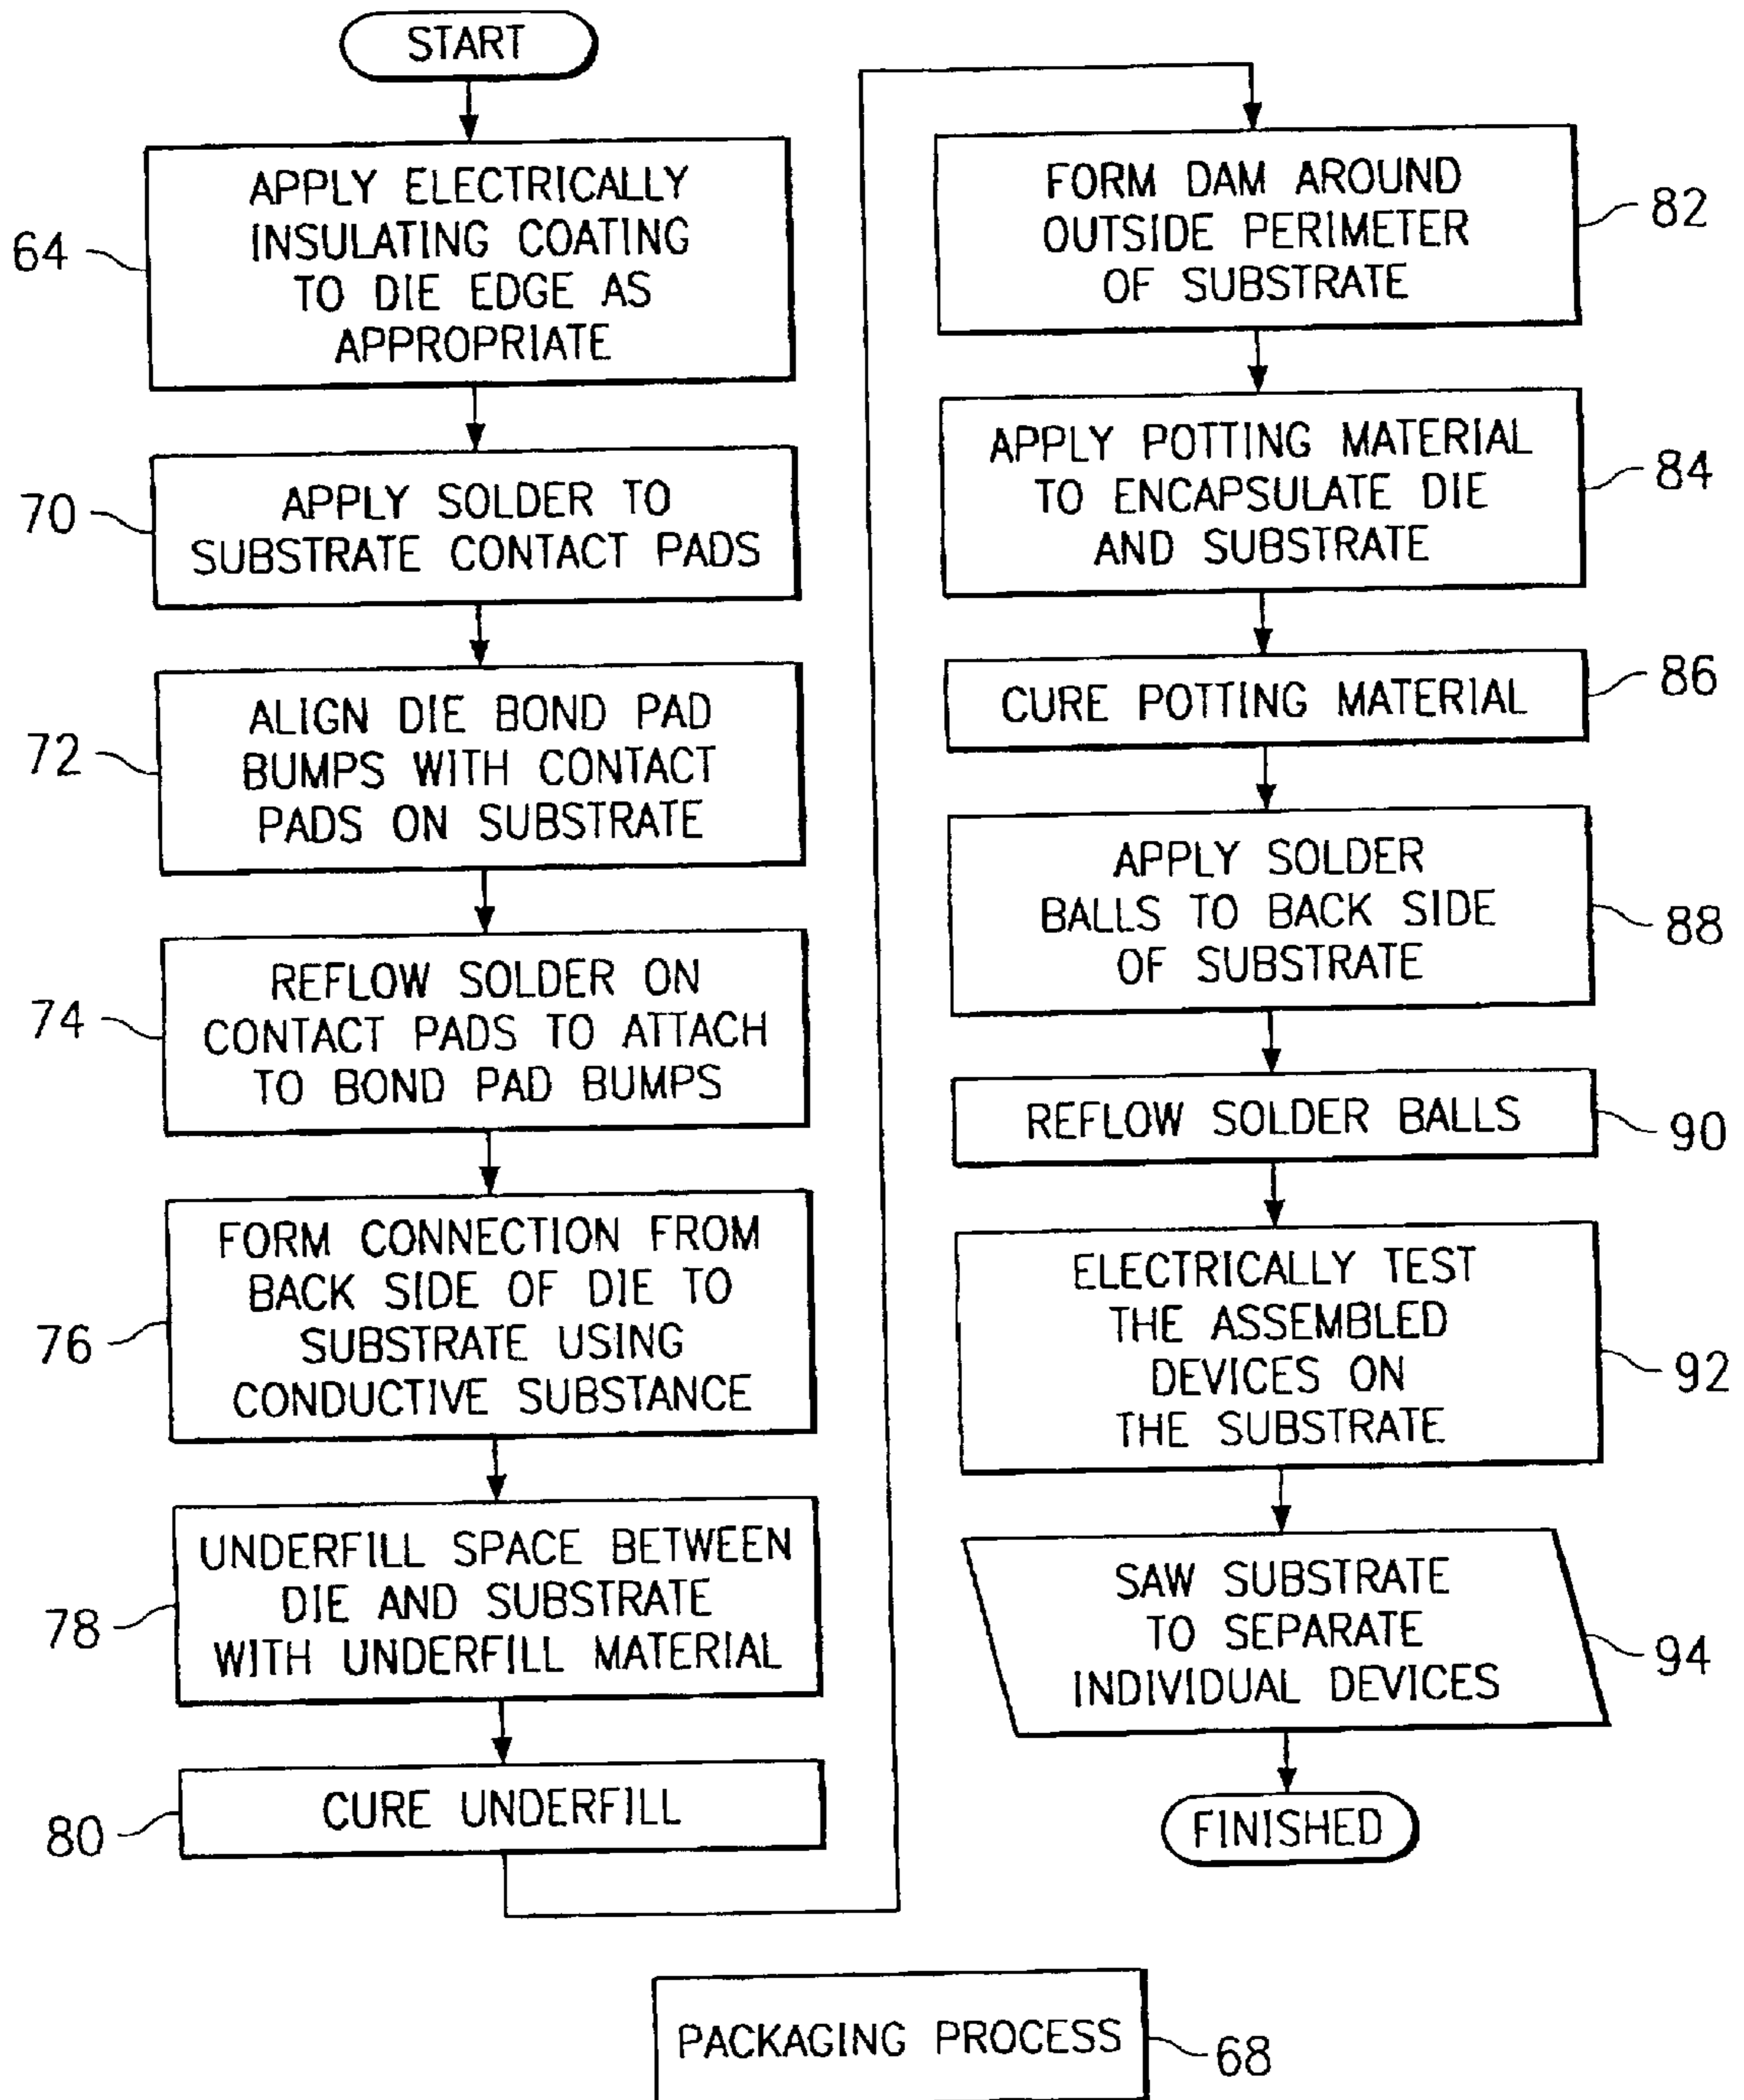 START
APPLY ELECTRICALLY
INSULATING COATING
TO DIE EDGE AS
APPROPRIATE
64
APPLY SOLDER TO
SUBSTRATE CONTACT PADS
70
ALIGN DIE BOND PAD
BUMPS WITH CONTACT
PADS ON SUBSTRATE
72
REFLOW SOLDER ON
CONTACT PADS TO ATTACH
TO BOND PAD BUMPS
74
FORM CONNECTION FROM
BACK SIDE OF DIE TO
SUBSTRATE USING
CONDUCTIVE SUBSTANCE
76
UNDERFILL SPACE BETWEEN
DIE AND SUBSTRATE
WITH UNDERFILL MATERIAL
78
CURE UNDERFILL
80
FORM DAM AROUND
OUTSIDE PERIMETER
OF SUBSTRATE
82
APPLY POTTING MATERIAL
TO ENCAPSULATE DIE
AND SUBSTRATE
84
CURE POTTING MATERIAL
86
APPLY SOLDER
BALLS TO BACK SIDE
OF SUBSTRATE
88
REFLOW SOLDER BALLS
90
ELECTRICALLY TEST
THE ASSEMBLED
DEVICES ON
THE SUBSTRATE
92
SAW SUBSTRATE
TO SEPARATE
INDIVIDUAL DEVICES
94
FINISHED
PACKAGING PROCESS
68